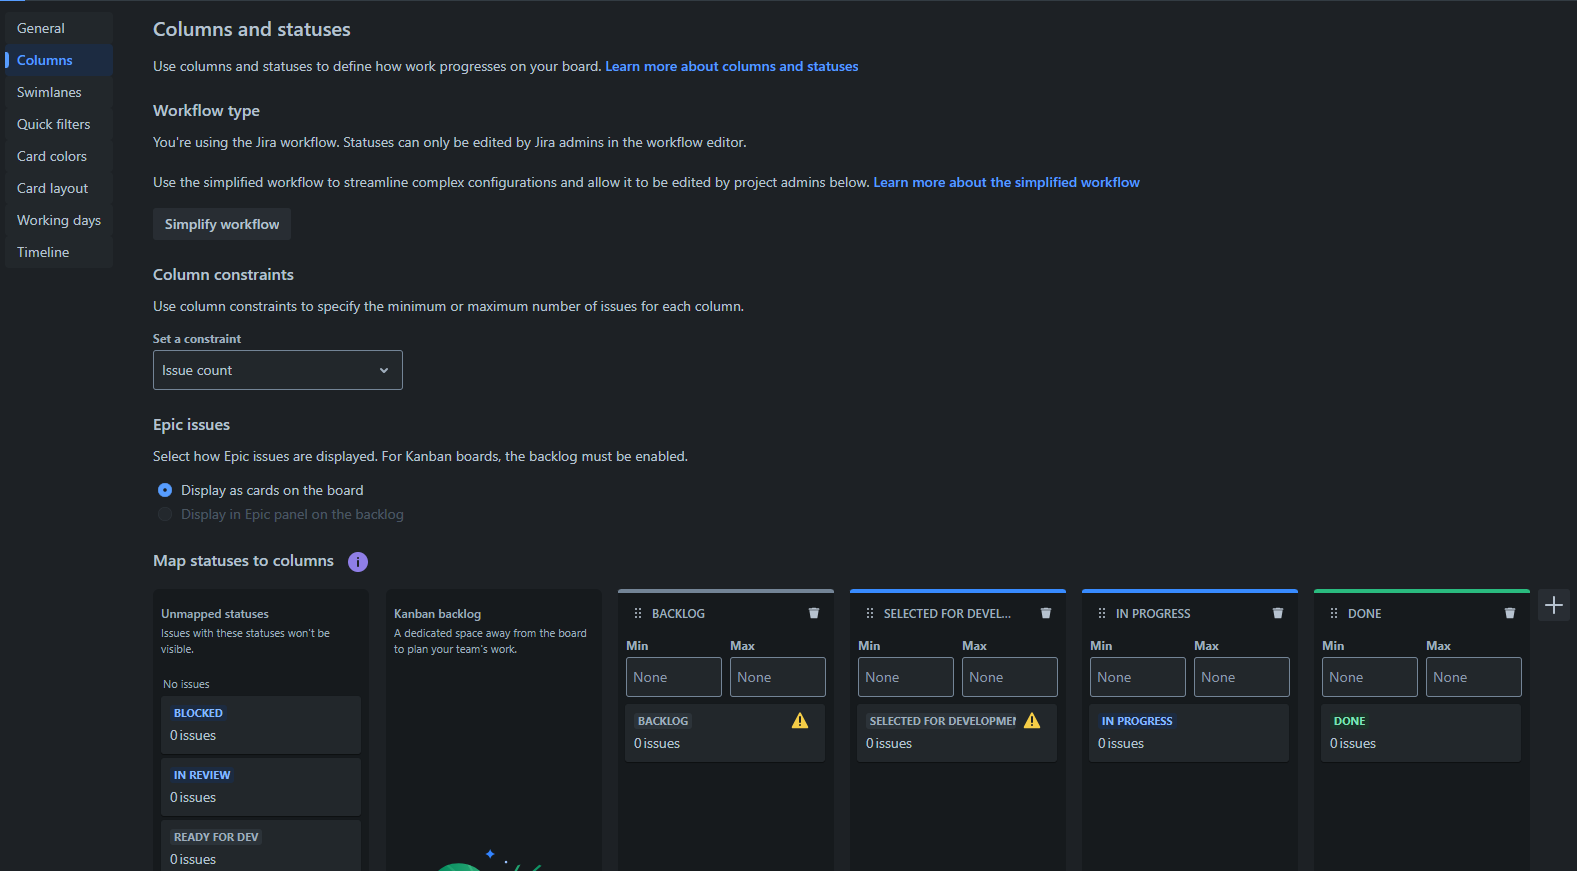 General
Columns
Swimlanes
Quick filters
Card colors
Card layout
Working days
Timeline
Columns and statuses
Use columns and statuses to define how work progresses on your board. Learn more about columns and statuses
Workflow type
You're using the Jira workflow. Statuses can only be edited by Jira admins in the workflow editor.
Use the simplified workflow to streamline complex configurations and allow it to be edited by project admins below. Learn more about the simplified workflow
Simplify workflow
Column constraints
Use column constraints to specify the minimum or maximum number of issues for each column.
Set a constraint
Issue count
Epic issues
Select how Epic issues are displayed. For Kanban boards, the backlog must be enabled.
Display as cards on the board
Display in Epic panel on the backlog
Map statuses to columns
Unmapped statuses
Issues with these statuses won't be
visible.
No issues
BLOCKED
0 issues
IN REVIEW
0 issues
READY FOR DEV
0 issues
Kanban backlog
A dedicated space away from the board
to plan your team's work.
BACKLOG
Min Max
None None
BACKLOG
0 issues
SELECTED FOR DEVEL...
Min Max
None None
SELECTED FOR DEVELOPMEN
0 issues
IN PROGRESS
Min Max
None None
IN PROGRESS
0 issues
DONE
Min Max
None None
DONE
0 issues